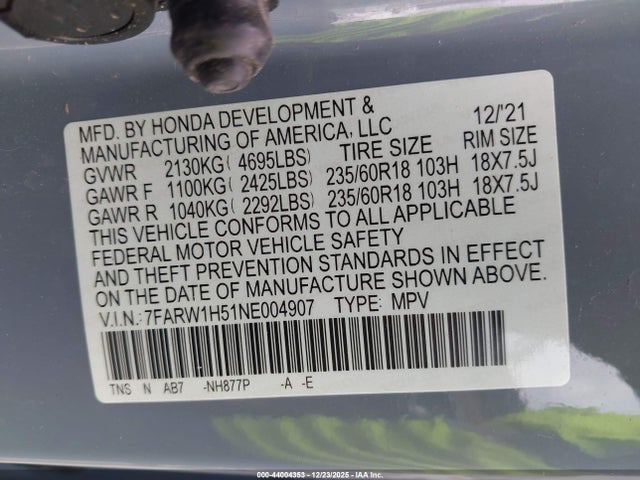 MFD. BY HONDA DEVELOPMENT & 12/'21
MANUFACTURING OF AMERICA, LLC
GVWR 2130KG( 4695LBS) TIRE SIZE RIM SIZE
GAWR F 1100KG( 2425LBS) 235/60R18 103H 18X7.5J
GAWR R 1040KG( 2292LBS) 235/60R18 103H 18X7.5J
THIS VEHICLE CONFORMS TO ALL APPLICABLE
FEDERAL MOTOR VEHICLE SAFETY
AND THEFT PREVENTION STANDARDS IN EFFECT
ON THE DATE OF MANUFACTURE SHOWN ABOVE.
V.I.N.:7FARW1H51NE004907 TYPE: MPV
TNS N AB7 -NH877P -A -E
000-44004353 - 12/23/2025 - IAA Inc.